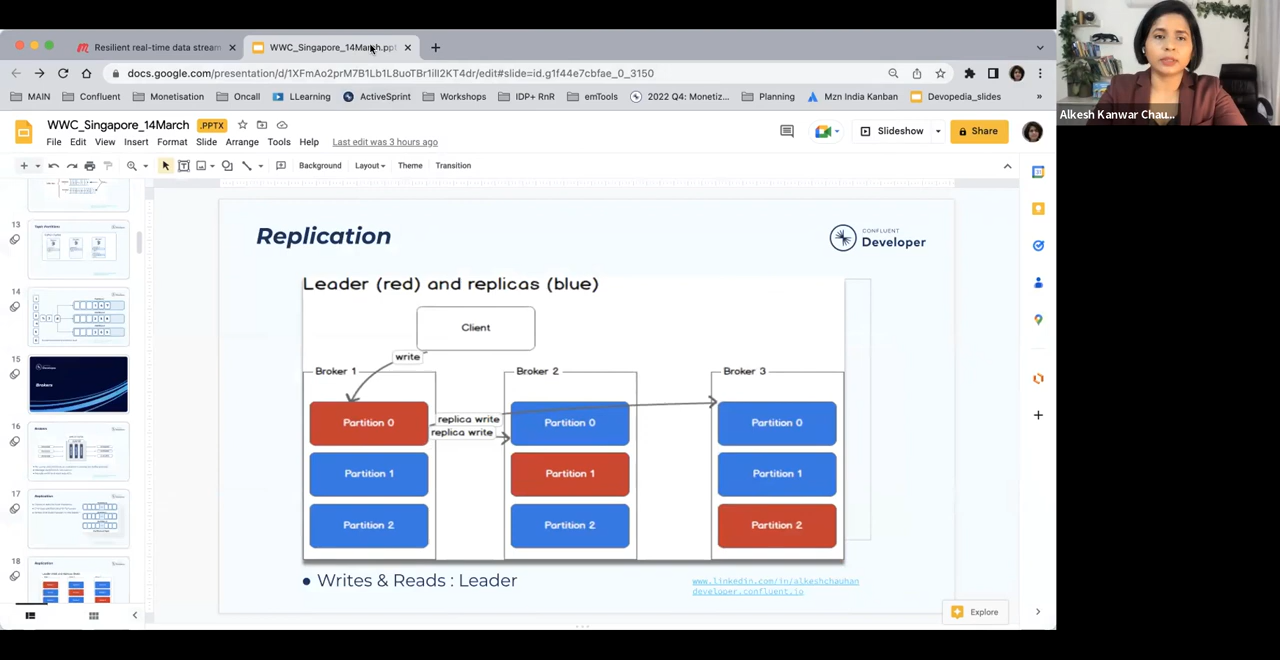 Resilient real-time data stream
WWC_Singapore_14March.ppt
docs.google.com/presentation/d/1XFmAo2prM7B1Lb1L8uoTBr1iII2KT4dr/edit#slide=id.g1f44e7cbfae_0_3150
MAIN Confluent Monetisation Oncall LLearning ActiveSprint Workshops IDP+ RnR emTools 2022 Q4: Monetiz... Planning Mzn India Kanban Devopedia_slides »
WWC_Singapore_14March .PPTX
File Edit View Insert Format Slide Arrange Tools Help Last edit was 3 hours ago
Slideshow Share
Background Layout Theme Transition
13
14
15
Brokers
16
17
18
Replication
CONFLUENT
Developer
Leader (red) and replicas (blue)
Client
write
Broker 1 Broker 2 Broker 3
Partition 0 replica write Partition 0 Partition 0
replica write
Partition 1 Partition 1 Partition 1
Partition 2 Partition 2 Partition 2
• Writes & Reads : Leader
www.linkedin.com/in/alkeshchauhan
developer.confluent.io
Explore
Alkesh Kanwar Chau...